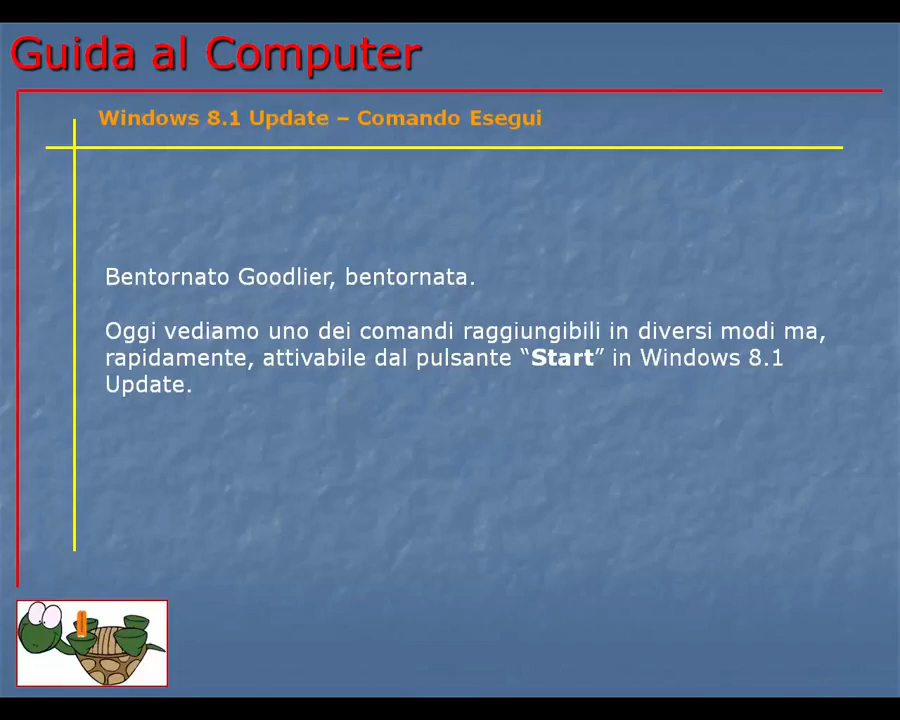 Guida al Computer
Windows 8.1 Update – Comando Esegui
Bentornato Goodlier, bentornata.
Oggi vediamo uno dei comandi raggiungibili in diversi modi ma,
rapidamente, attivabile dal pulsante “Start” in Windows 8.1
Update.